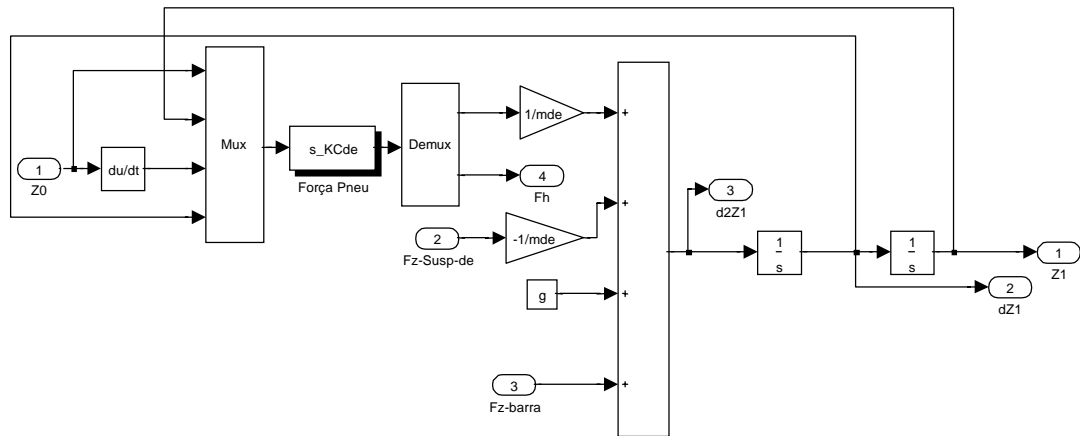 1
Z0
du/dt
Mux
s_KCde
Força Pneu
Demux
1/mde
4
Fh
2
Fz-Susp-de
-1/mde
g
3
Fz-barra
+
+
+
+
3
d2Z1
1
s
1
s
1
Z1
2
dZ1